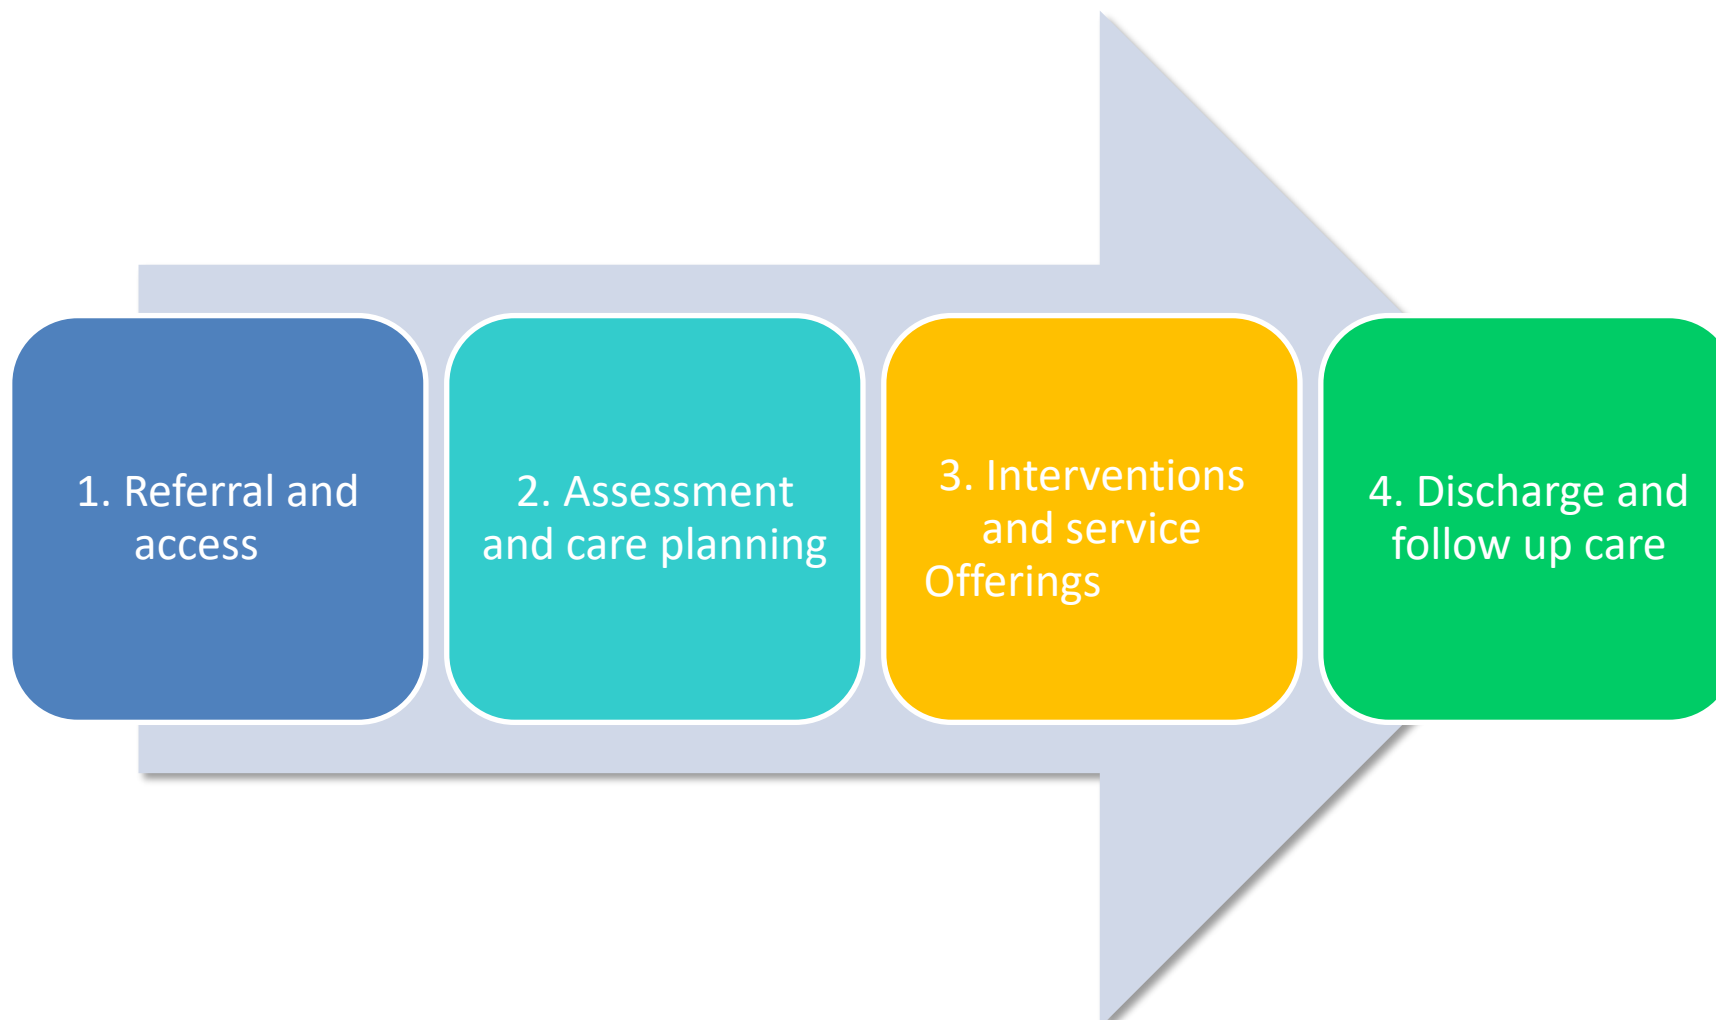 1. Referral and
access
2. Assessment
and care planning
3. Interventions
and service
Offerings
4. Discharge and
follow up care